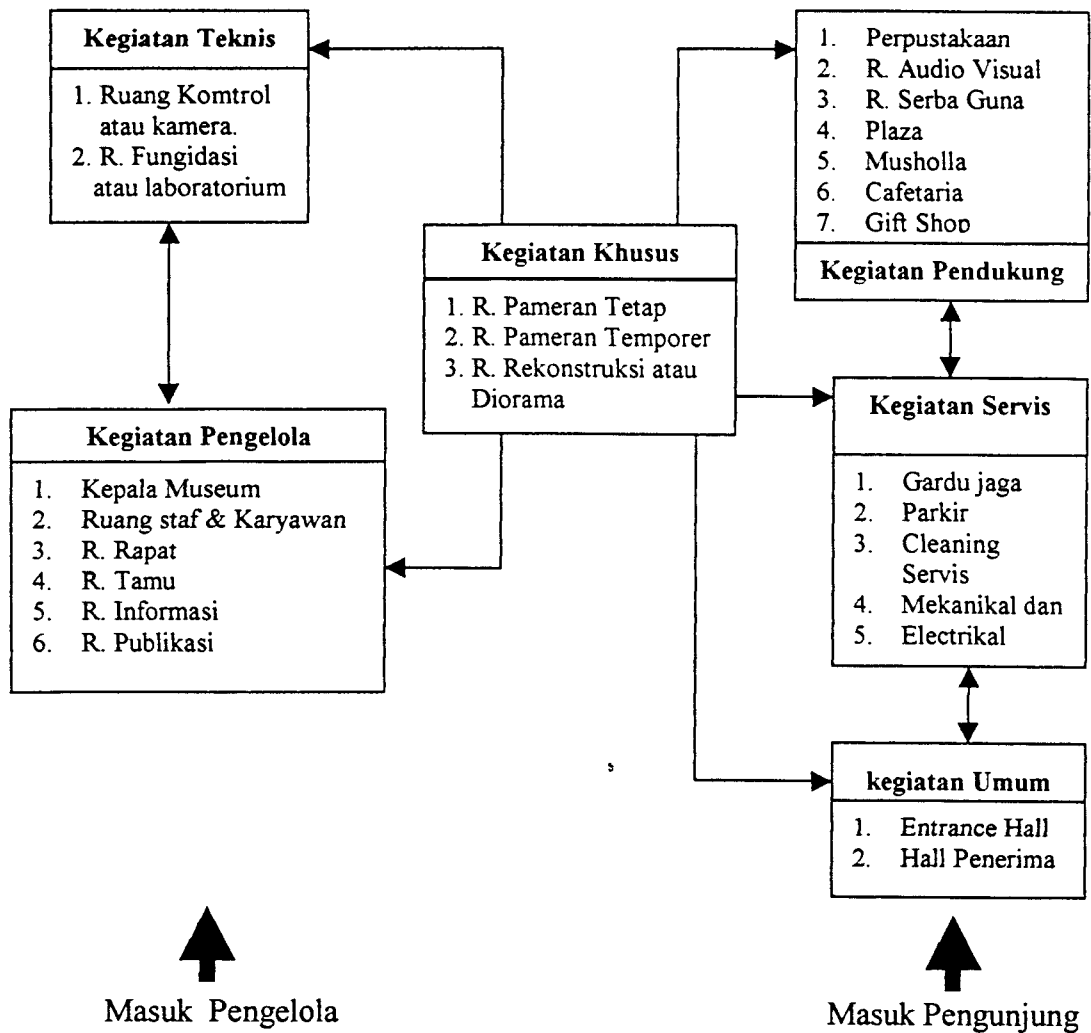 Kegiatan Teknis
1. Ruang Komtrol
atau kamera.
2. R. Fungidasi
atau laboratorium
1. Perpustakaan
2. R. Audio Visual
3. R. Serba Guna
4. Plaza
5. Musholla
6. Cafetaria
7. Gift Shop
Kegiatan Pendukung
Kegiatan Khusus
1. R. Pameran Tetap
2. R. Pameran Temporer
3. R. Rekonstruksi atau
Diorama
Kegiatan Pengelola
1. Kepala Museum
2. Ruang staf & Karyawan
3. R. Rapat
4. R. Tamu
5. R. Informasi
6. R. Publikasi
Kegiatan Servis
1. Gardu jaga
2. Parkir
3. Cleaning
Servis
4. Mekanikal dan
5. Electrikal
kegiatan Umum
1. Entrance Hall
2. Hall Penerima
Masuk Pengelola
Masuk Pengunjung